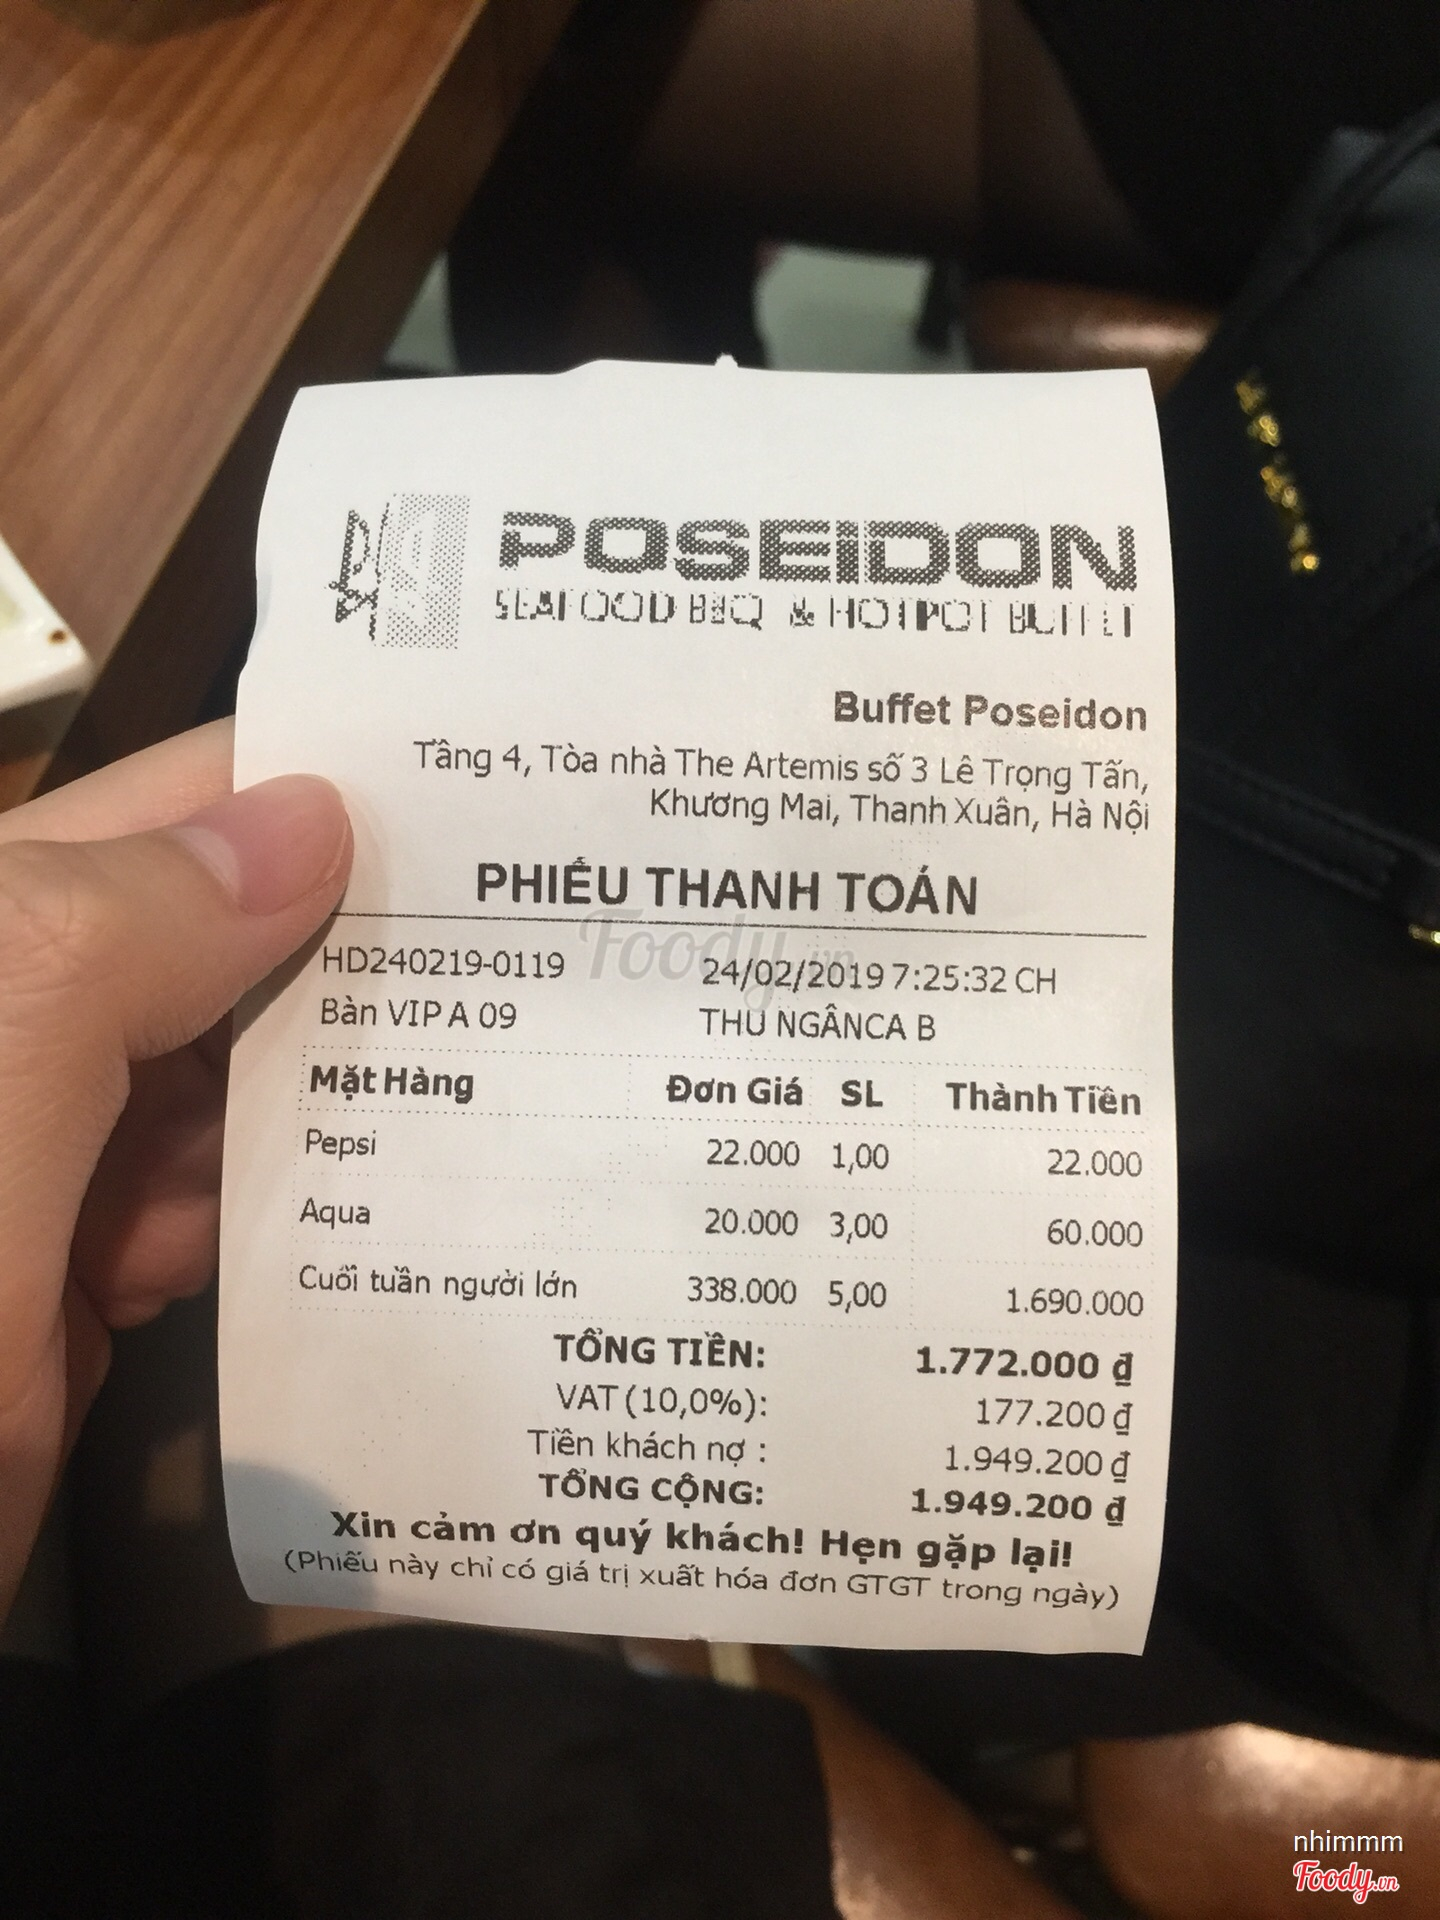 POSEIDON
SEAFOOD BBQ & HOTPOT BUFFET
Buffet Poseidon
Tầng 4, Tòa nhà The Artemis số 3 Lê Trọng Tấn,
Khương Mai, Thanh Xuân, Hà Nội
PHIẾU THANH TOÁN
Foody.vn
HD240219-0119 24/02/2019 7:25:32 CH
Bàn VIP A 09 THU NGÂNCA B
Mặt Hàng Đơn Giá SL Thành Tiền
Pepsi 22.000 1,00 22.000
Aqua 20.000 3,00 60.000
Cuối tuần người lớn 338.000 5,00 1.690.000
TỔNG TIỀN: 1.772.000 ₫
VAT (10,0%): 177.200 ₫
Tiền khách nợ : 1.949.200 ₫
TỔNG CỘNG: 1.949.200 ₫
Xin cảm ơn quý khách! Hẹn gặp lại!
(Phiếu này chỉ có giá trị xuất hóa đơn GTGT trong ngày)
nhimmm
Foody.vn